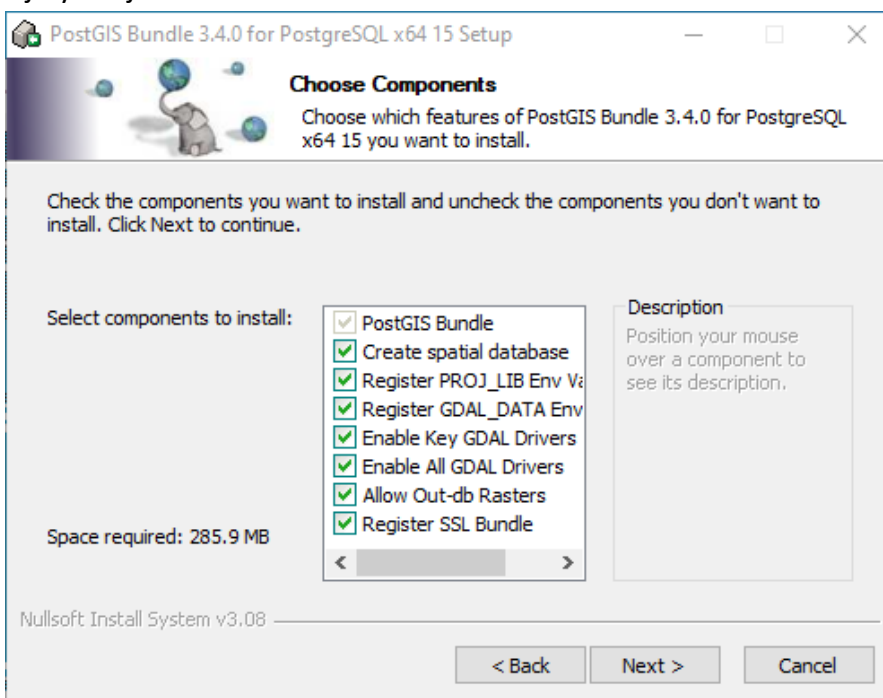 PostGIS Bundle 3.4.0 for PostgreSQL x64 15 Setup
Choose Components
Choose which features of PostGIS Bundle 3.4.0 for PostgreSQL
x64 15 you want to install.
Check the components you want to install and uncheck the components you don't want to
install. Click Next to continue.
Select components to install:
PostGIS Bundle
Create spatial database
Register PROJ_LIB Env Va
Register GDAL_DATA Env
Enable Key GDAL Drivers
Enable All GDAL Drivers
Allow Out-db Rasters
Register SSL Bundle
Description
Position your mouse
over a component to
see its description.
Space required: 285.9 MB
Nullsoft Install System v3.08
< Back
Next >
Cancel